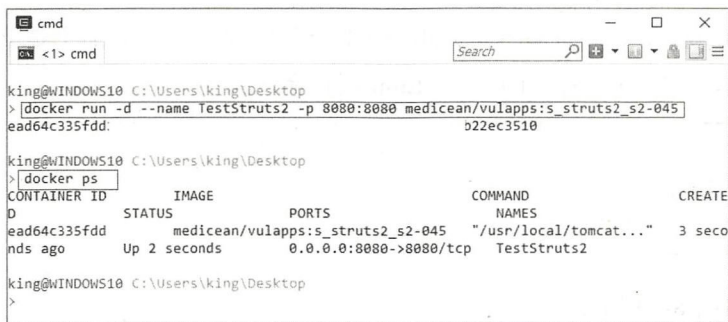 cmd
<1> cmd
Search
king@WINDOWS10 C:\Users\king\Desktop
> docker run -d --name TestStruts2 -p 8080:8080 medicean/vulapps:s_struts2_s2-045
ead64c335fdd: b22ec3510
king@WINDOWS10 C:\Users\king\Desktop
> docker ps
CONTAINER ID IMAGE COMMAND CREATE
D STATUS PORTS NAMES
ead64c335fdd medicean/vulapps:s_struts2_s2-045 "/usr/local/tomcat..." 3 seco
nds ago Up 2 seconds 0.0.0.0:8080->8080/tcp TestStruts2
king@WINDOWS10 C:\Users\king\Desktop
>